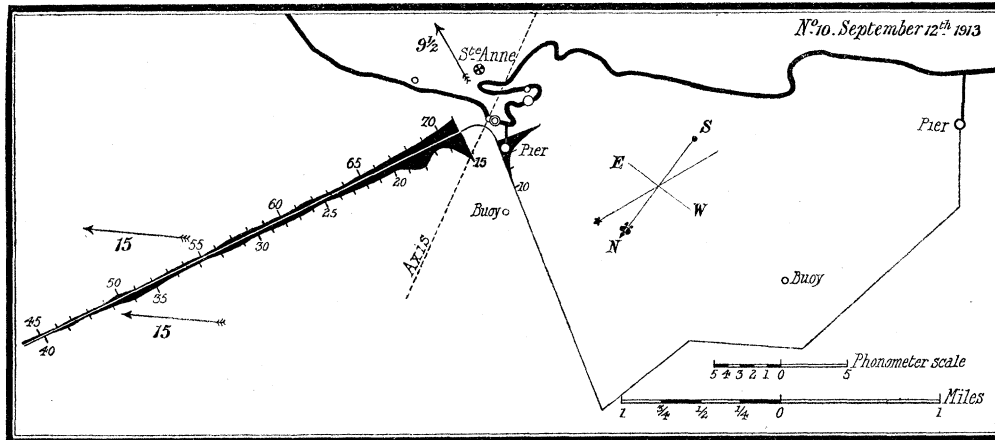 Nº 10. September 12th 1913
9½
Ste Anne
70
Pier
Pier
S
65
15
E
20
10
60
Buoy
W
25
15
55
30
Axis
N
50
35
Buoy
45
15
40
Phonometer scale
5 4 3 2 1 0 5
Miles
1 ¾ ½ ¼ 0 1